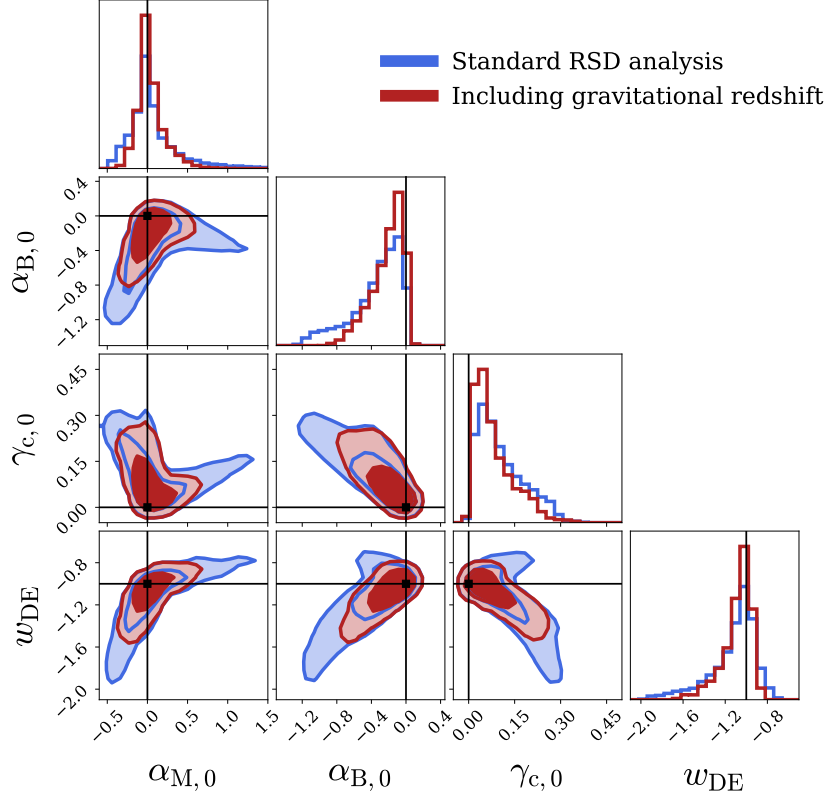 Standard RSD analysis
Including gravitational redshift
0.4
0.0
−0.4
−0.8
−1.2
α_B,0
0.45
0.30
0.15
0.00
γ_c,0
−0.8
−1.2
−1.6
−2.0
w_DE
−0.5 0.0 0.5 1.0 1.5
−1.2 −0.8 −0.4 0.0 0.4
0.00 0.15 0.30 0.45
−2.0 −1.6 −1.2 −0.8
α_M,0 α_B,0 γ_c,0 w_DE